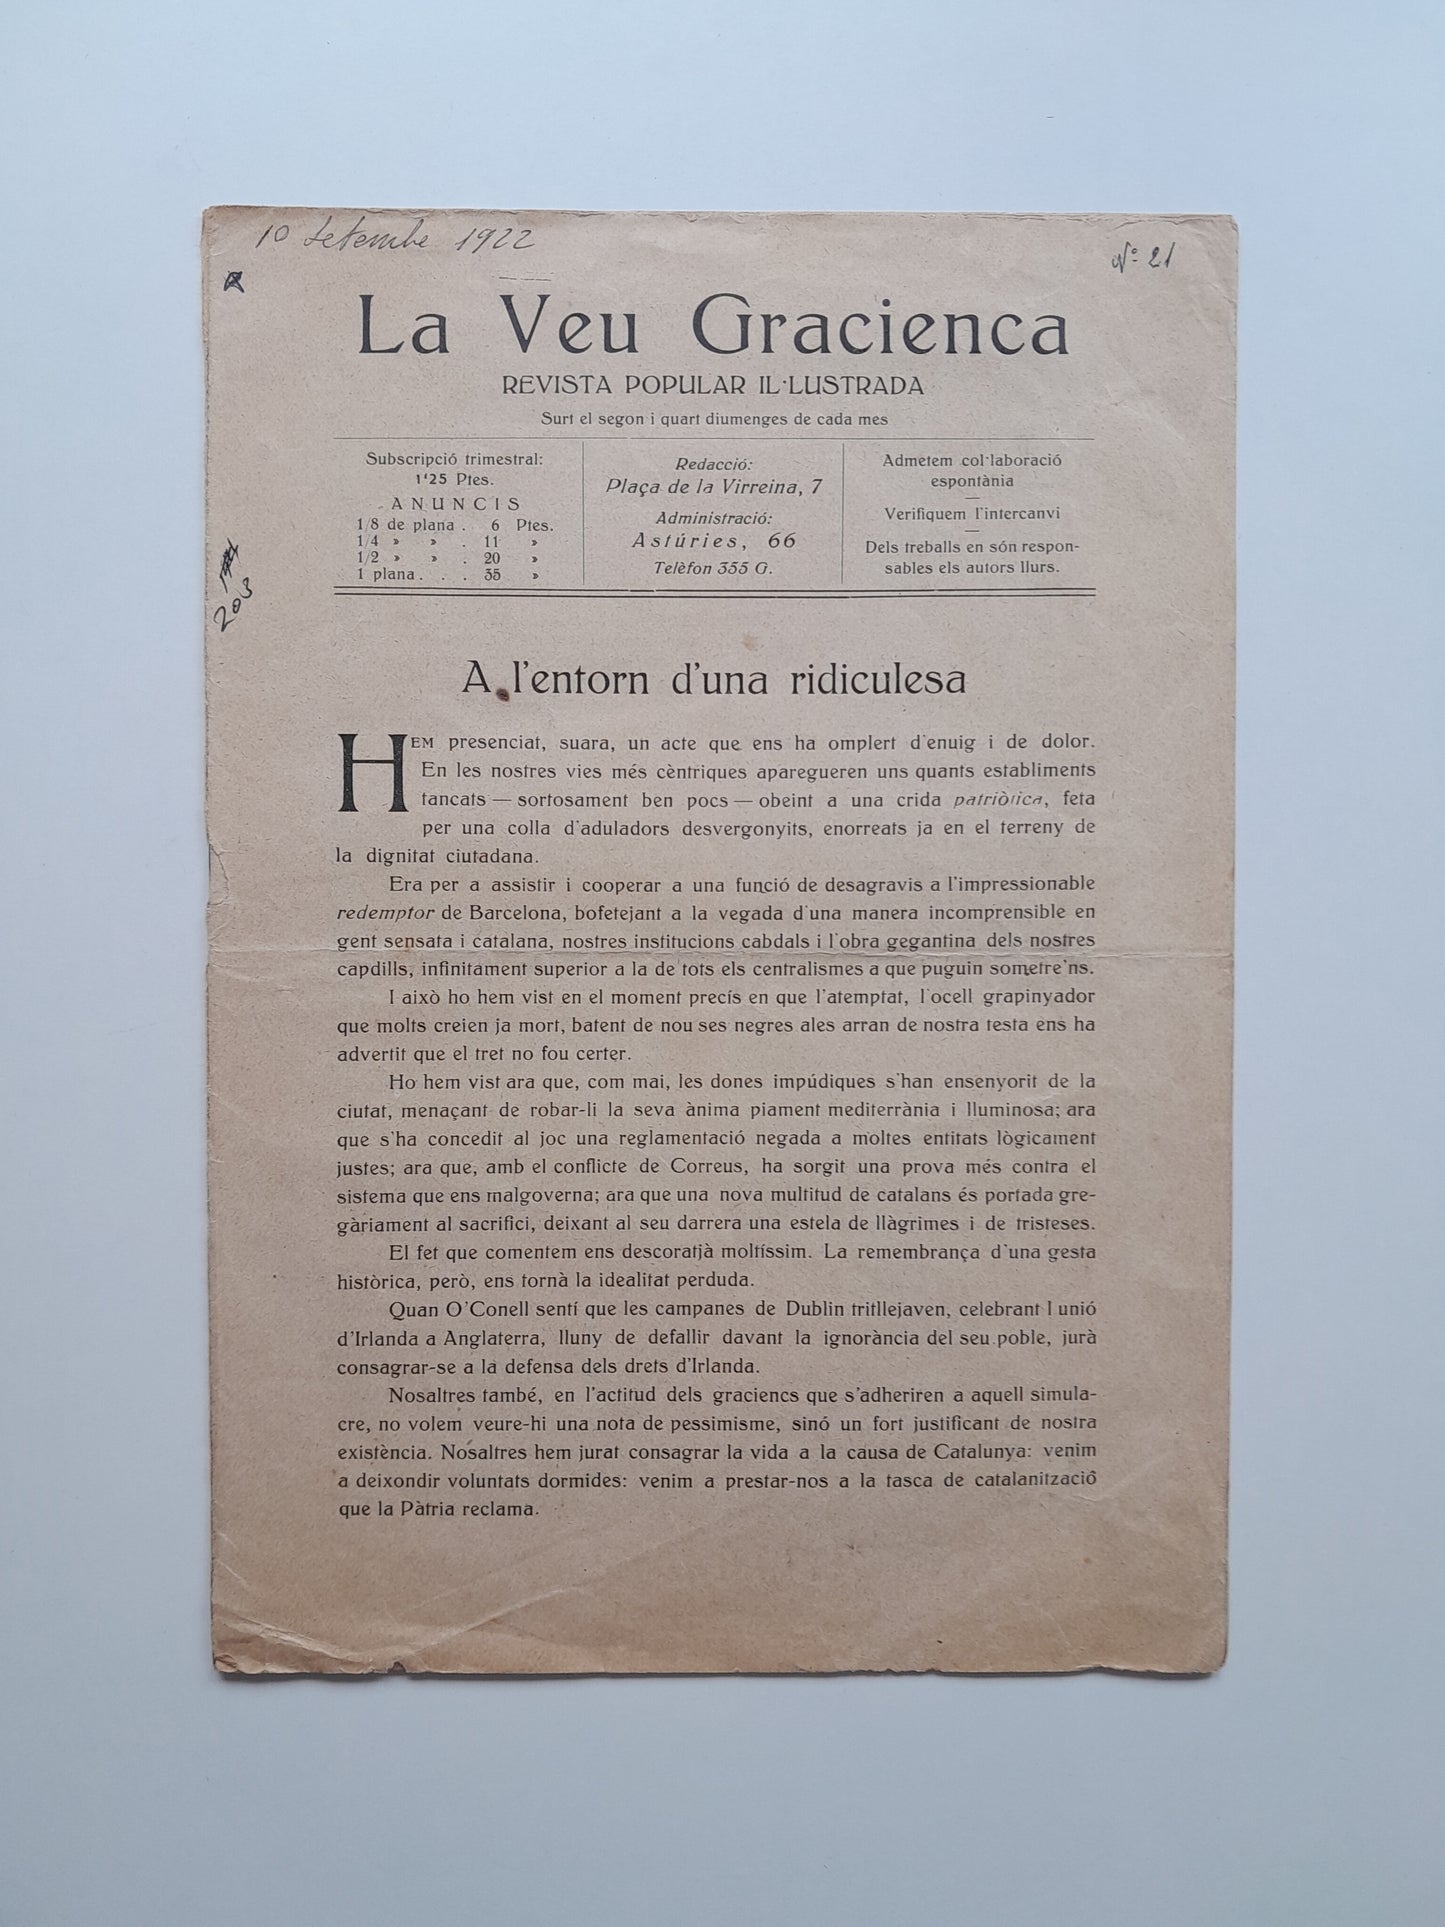 10 Setembre 1922
Nº 21
La Veu Gracienca
REVISTA POPULAR IL·LUSTRADA
Surt el segon i quart diumenges de cada mes
Subscripció trimestral:
1'25 Ptes.
ANUNCIS
1/8 de plana . 6 Ptes.
1/4 » » . 11 »
1/2 » » . 20 »
1 plana . . . 35 »
Redacció:
Plaça de la Virreina, 7
Administració:
Astúries, 66
Telèfon 355 G.
Admetem col·laboració
espontània
—
Verifiquem l'intercanvi
—
Dels treballs en són respon-
sables els autors llurs.
203
A l'entorn d'una ridiculesa
HEM presenciat, suara, un acte que ens ha omplert d'enuig i de dolor.
En les nostres vies més cèntriques aparegueren uns quants establiments
tancats — sortosament ben pocs — obeint a una crida patriòtica, feta
per una colla d'aduladors desvergonyits, enorreats ja en el terreny de
la dignitat ciutadana.
Era per a assistir i cooperar a una funció de desagravis a l'impressionable
redemptor de Barcelona, bofetejant a la vegada d'una manera incomprensible en
gent sensata i catalana, nostres institucions cabdals i l'obra gegantina dels nostres
capdills, infinitament superior a la de tots els centralismes a que puguin sometre'ns.
I això ho hem vist en el moment precís en que l'atemptat, l'ocell grapinyador
que molts creien ja mort, batent de nou ses negres ales arran de nostra testa ens ha
advertit que el tret no fou certer.
Ho hem vist ara que, com mai, les dones impúdiques s'han ensenyorit de la
ciutat, menaçant de robar-li la seva ànima piament mediterrània i lluminosa; ara
que s'ha concedit al joc una reglamentació negada a moltes entitats lògicament
justes; ara que, amb el conflicte de Correus, ha sorgit una prova més contra el
sistema que ens malgoverna; ara que una nova multitud de catalans és portada gre-
gàriament al sacrifici, deixant al seu darrera una estela de llàgrimes i de tristeses.
El fet que comentem ens descoratjà moltíssim. La remembrança d'una gesta
històrica, però, ens tornà la idealitat perduda.
Quan O'Conell sentí que les campanes de Dublin tritllejaven, celebrant l unió
d'Irlanda a Anglaterra, lluny de defallir davant la ignorància del seu poble, jurà
consagrar-se a la defensa dels drets d'Irlanda.
Nosaltres també, en l'actitud dels graciencs que s'adheriren a aquell simula-
cre, no volem veure-hi una nota de pessimisme, sinó un fort justificant de nostra
existència. Nosaltres hem jurat consagrar la vida a la causa de Catalunya: venim
a deixondir voluntats dormides: venim a prestar-nos a la tasca de catalanització
que la Pàtria reclama.